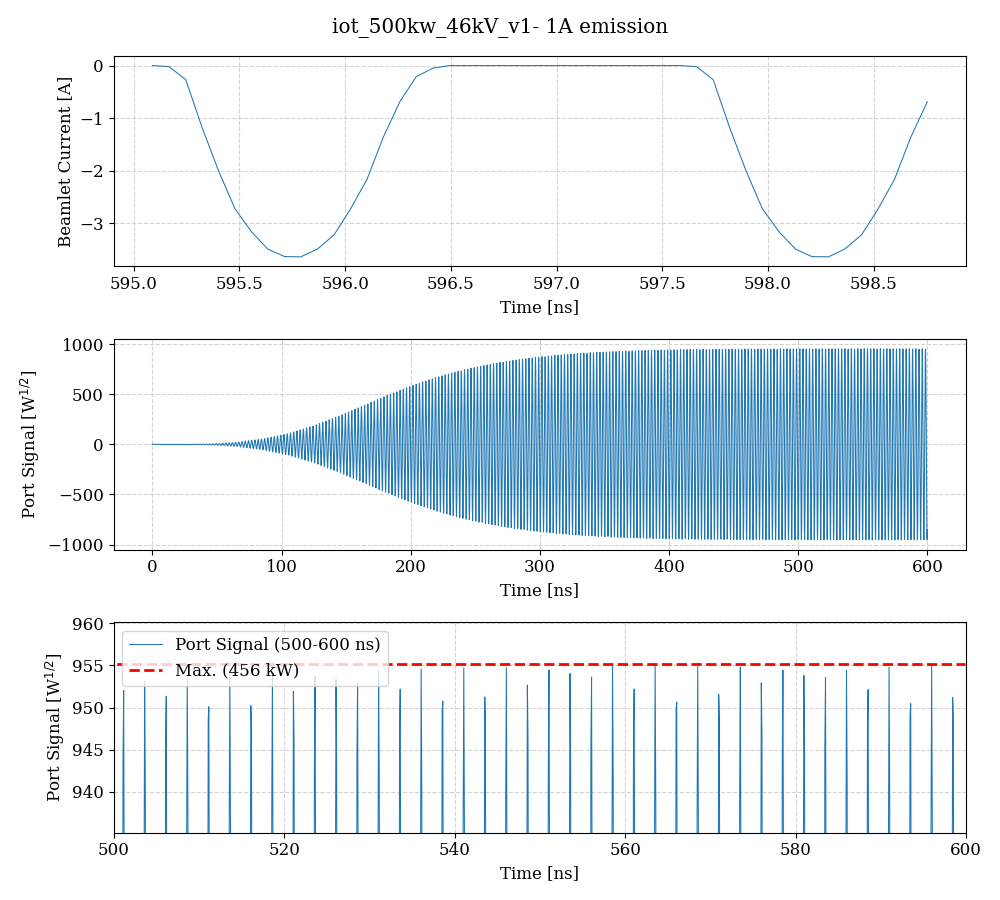 iot_500kw_46kV_v1- 1A emission
Beamlet Current [A]
0
−1
−2
−3
595.0 595.5 596.0 596.5 597.0 597.5 598.0 598.5
Time [ns]
Port Signal [W^{1/2}]
1000
500
0
−500
−1000
0 100 200 300 400 500 600
Time [ns]
Port Signal [W^{1/2}]
960
955
950
945
940
Port Signal (500-600 ns)
Max. (456 kW)
500 520 540 560 580 600
Time [ns]